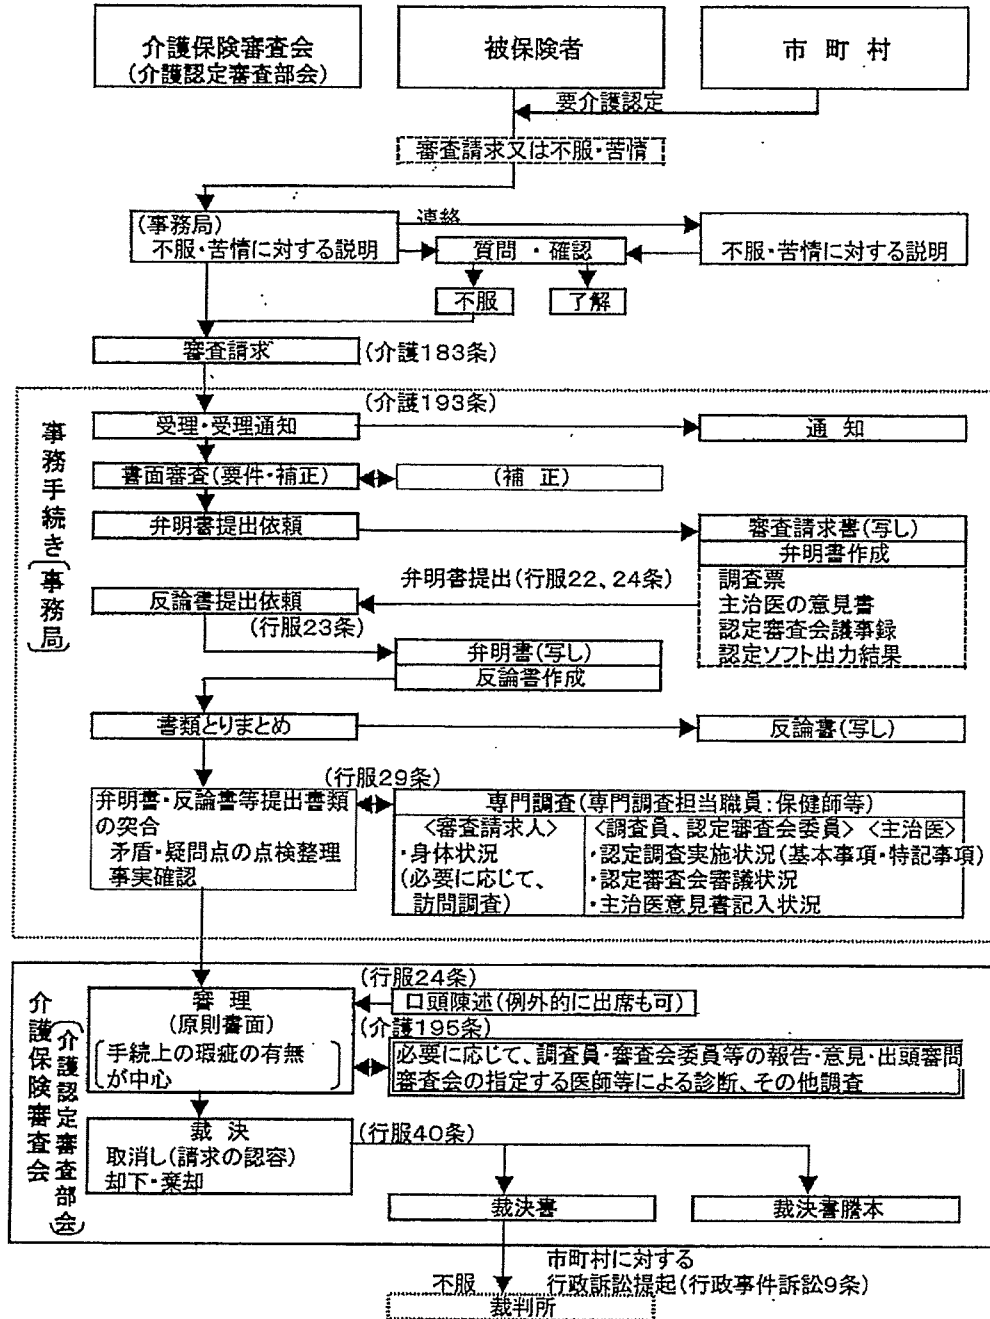 介護保険審査会
(介護認定審査部会)
被保険者
市 町 村
要介護認定
審査請求又は不服・苦情
(事務局)
不服・苦情に対する説明
連絡
質問・確認
不服・苦情に対する説明
不服
了解
審査請求
(介護183条)
事務手続き(事務局)
(介護193条)
受理・受理通知
通 知
書面審査(要件・補正)
(補 正)
弁明書提出依頼
審査請求書(写し)
弁明書作成
調査票
主治医の意見書
認定審査会議事録
認定ソフト出力結果
弁明書提出(行服22、24条)
反論書提出依頼
(行服23条)
弁明書(写し)
反論書作成
書類とりまとめ
反論書(写し)
(行服29条)
弁明書・反論書等提出書類
の突合
矛盾・疑問点の点検整理
事実確認
専門調査(専門調査担当職員:保健師等)
<審査請求人>
・身体状況
(必要に応じて、
訪問調査)
<調査員、認定審査会委員> <主治医>
・認定調査実施状況(基本事項・特記事項)
・認定審査会審議状況
・主治医意見書記入状況
介護保険審査会
(介護認定審査部会)
(行服24条)
審 理
(原則書面)
手続上の瑕疵の有無
が中心
口頭陳述(例外的に出席も可)
(介護195条)
必要に応じて、調査員・審査会委員等の報告・意見・出頭審問
審査会の指定する医師等による診断、その他調査
裁 決
取消し(請求の認容)
却下・棄却
(行服40条)
裁決書
裁決書謄本
不服
市町村に対する
行政訴訟提起(行政事件訴訟9条)
裁判所